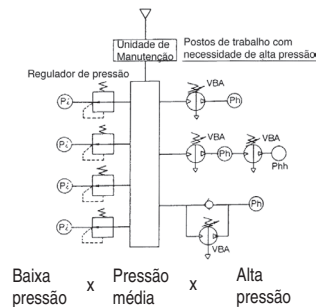 Unidade de
Manutenção
Postos de trabalho com
necessidade de alta pressão
Regulador de pressão
VBA
Ph
VBA
VBA
Ph
Phh
Ph
VBA
Baixa
pressão
x
Pressão
média
x
Alta
pressão